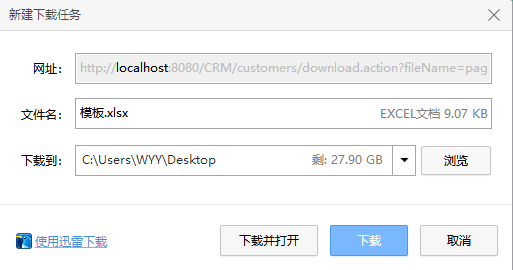 新建下载任务
网址： http://localhost:8080/CRM/customers/download.action?fileName=pag
文件名： 模板.xlsx EXCEL文档 9.07 KB
下载到： C:\Users\WYY\Desktop 剩: 27.90 GB 浏览
使用迅雷下载 下载并打开 下载 取消